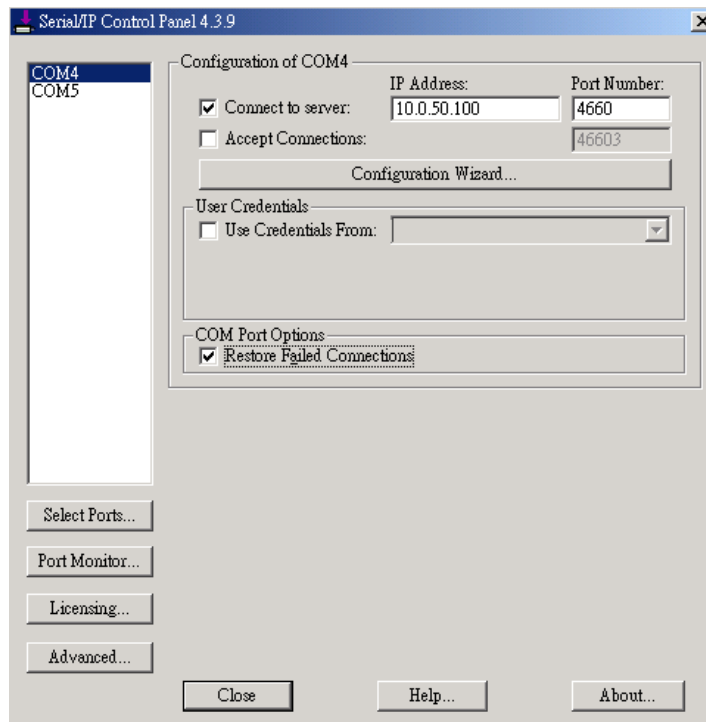 Serial/IP Control Panel 4.3.9
COM4
COM5
Configuration of COM4
IP Address: Port Number:
Connect to server: 10.0.50.100 4660
Accept Connections: 46603
Configuration Wizard...
User Credentials
Use Credentials From:
COM Port Options
Restore Failed Connections
Select Ports...
Port Monitor...
Licensing...
Advanced...
Close Help... About...